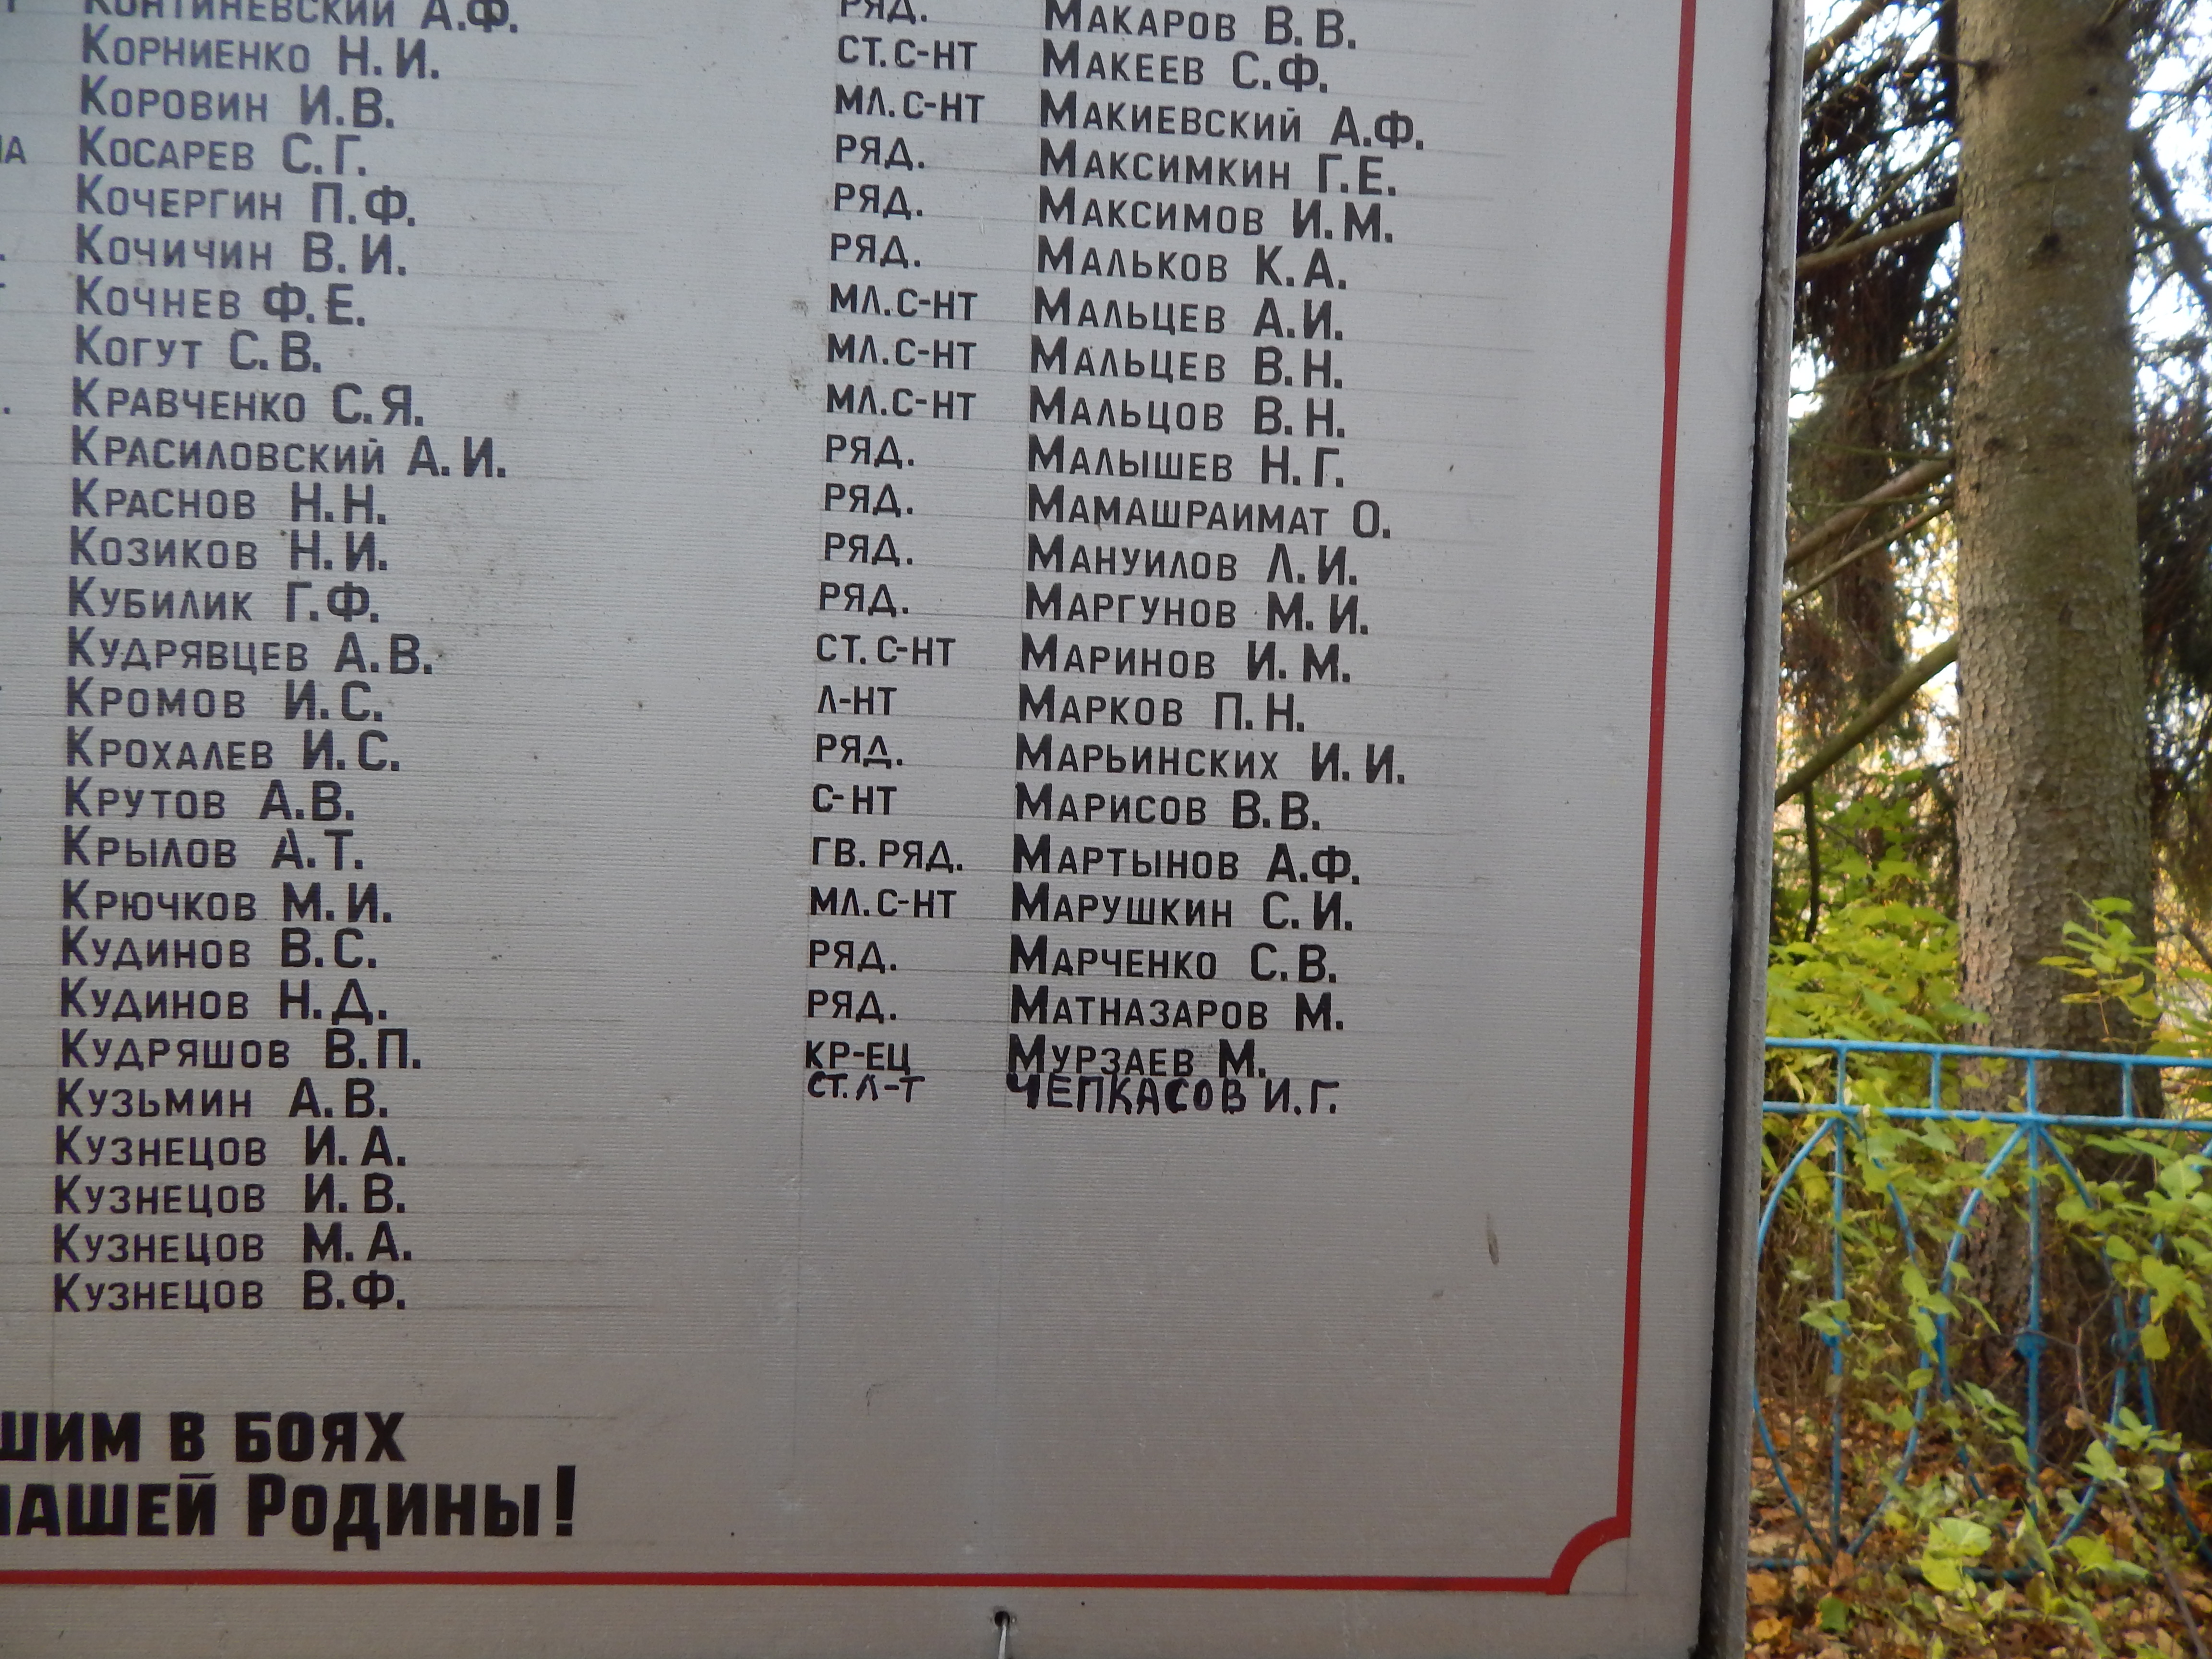 Континевский А.Ф.
Корниенко Н.И.
Коровин И.В.
Косарев С.Г.
Кочергин П.Ф.
Кочичин В.И.
Кочнев Ф.Е.
Когут С.В.
Кравченко С.Я.
Красиловский А.И.
Краснов Н.Н.
Козиков Н.И.
Кубилик Г.Ф.
Кудрявцев А.В.
Кромов И.С.
Крохалев И.С.
Крутов А.В.
Крылов А.Т.
Крючков М.И.
Кудинов В.С.
Кудинов Н.Д.
Кудряшов В.П.
Кузьмин А.В.
Кузнецов И.А.
Кузнецов И.В.
Кузнецов М.А.
Кузнецов В.Ф.
РЯД. Макаров В.В.
СТ.С-НТ Макеев С.Ф.
МЛ.С-НТ Макиевский А.Ф.
РЯД. Максимкин Г.Е.
РЯД. Максимов И.М.
РЯД. Мальков К.А.
МЛ.С-НТ Мальцев А.И.
МЛ.С-НТ Мальцев В.Н.
МЛ.С-НТ Мальцов В.Н.
РЯД. Малышев Н.Г.
РЯД. Мамашраимат О.
РЯД. Мануилов Л.И.
РЯД. Маргунов М.И.
СТ.С-НТ Маринов И.М.
Л-НТ Марков П.Н.
РЯД. Марьинских И.И.
С-НТ Марисов В.В.
ГВ.РЯД. Мартынов А.Ф.
МЛ.С-НТ Марушкин С.И.
РЯД. Марченко С.В.
РЯД. Матназаров М.
КР-ЕЦ Мурзаев М.
СТ.Л-Т ЧЕПКАСОВ И.Г.
ШИМ В БОЯХ
НАШЕЙ РОДИНЫ!